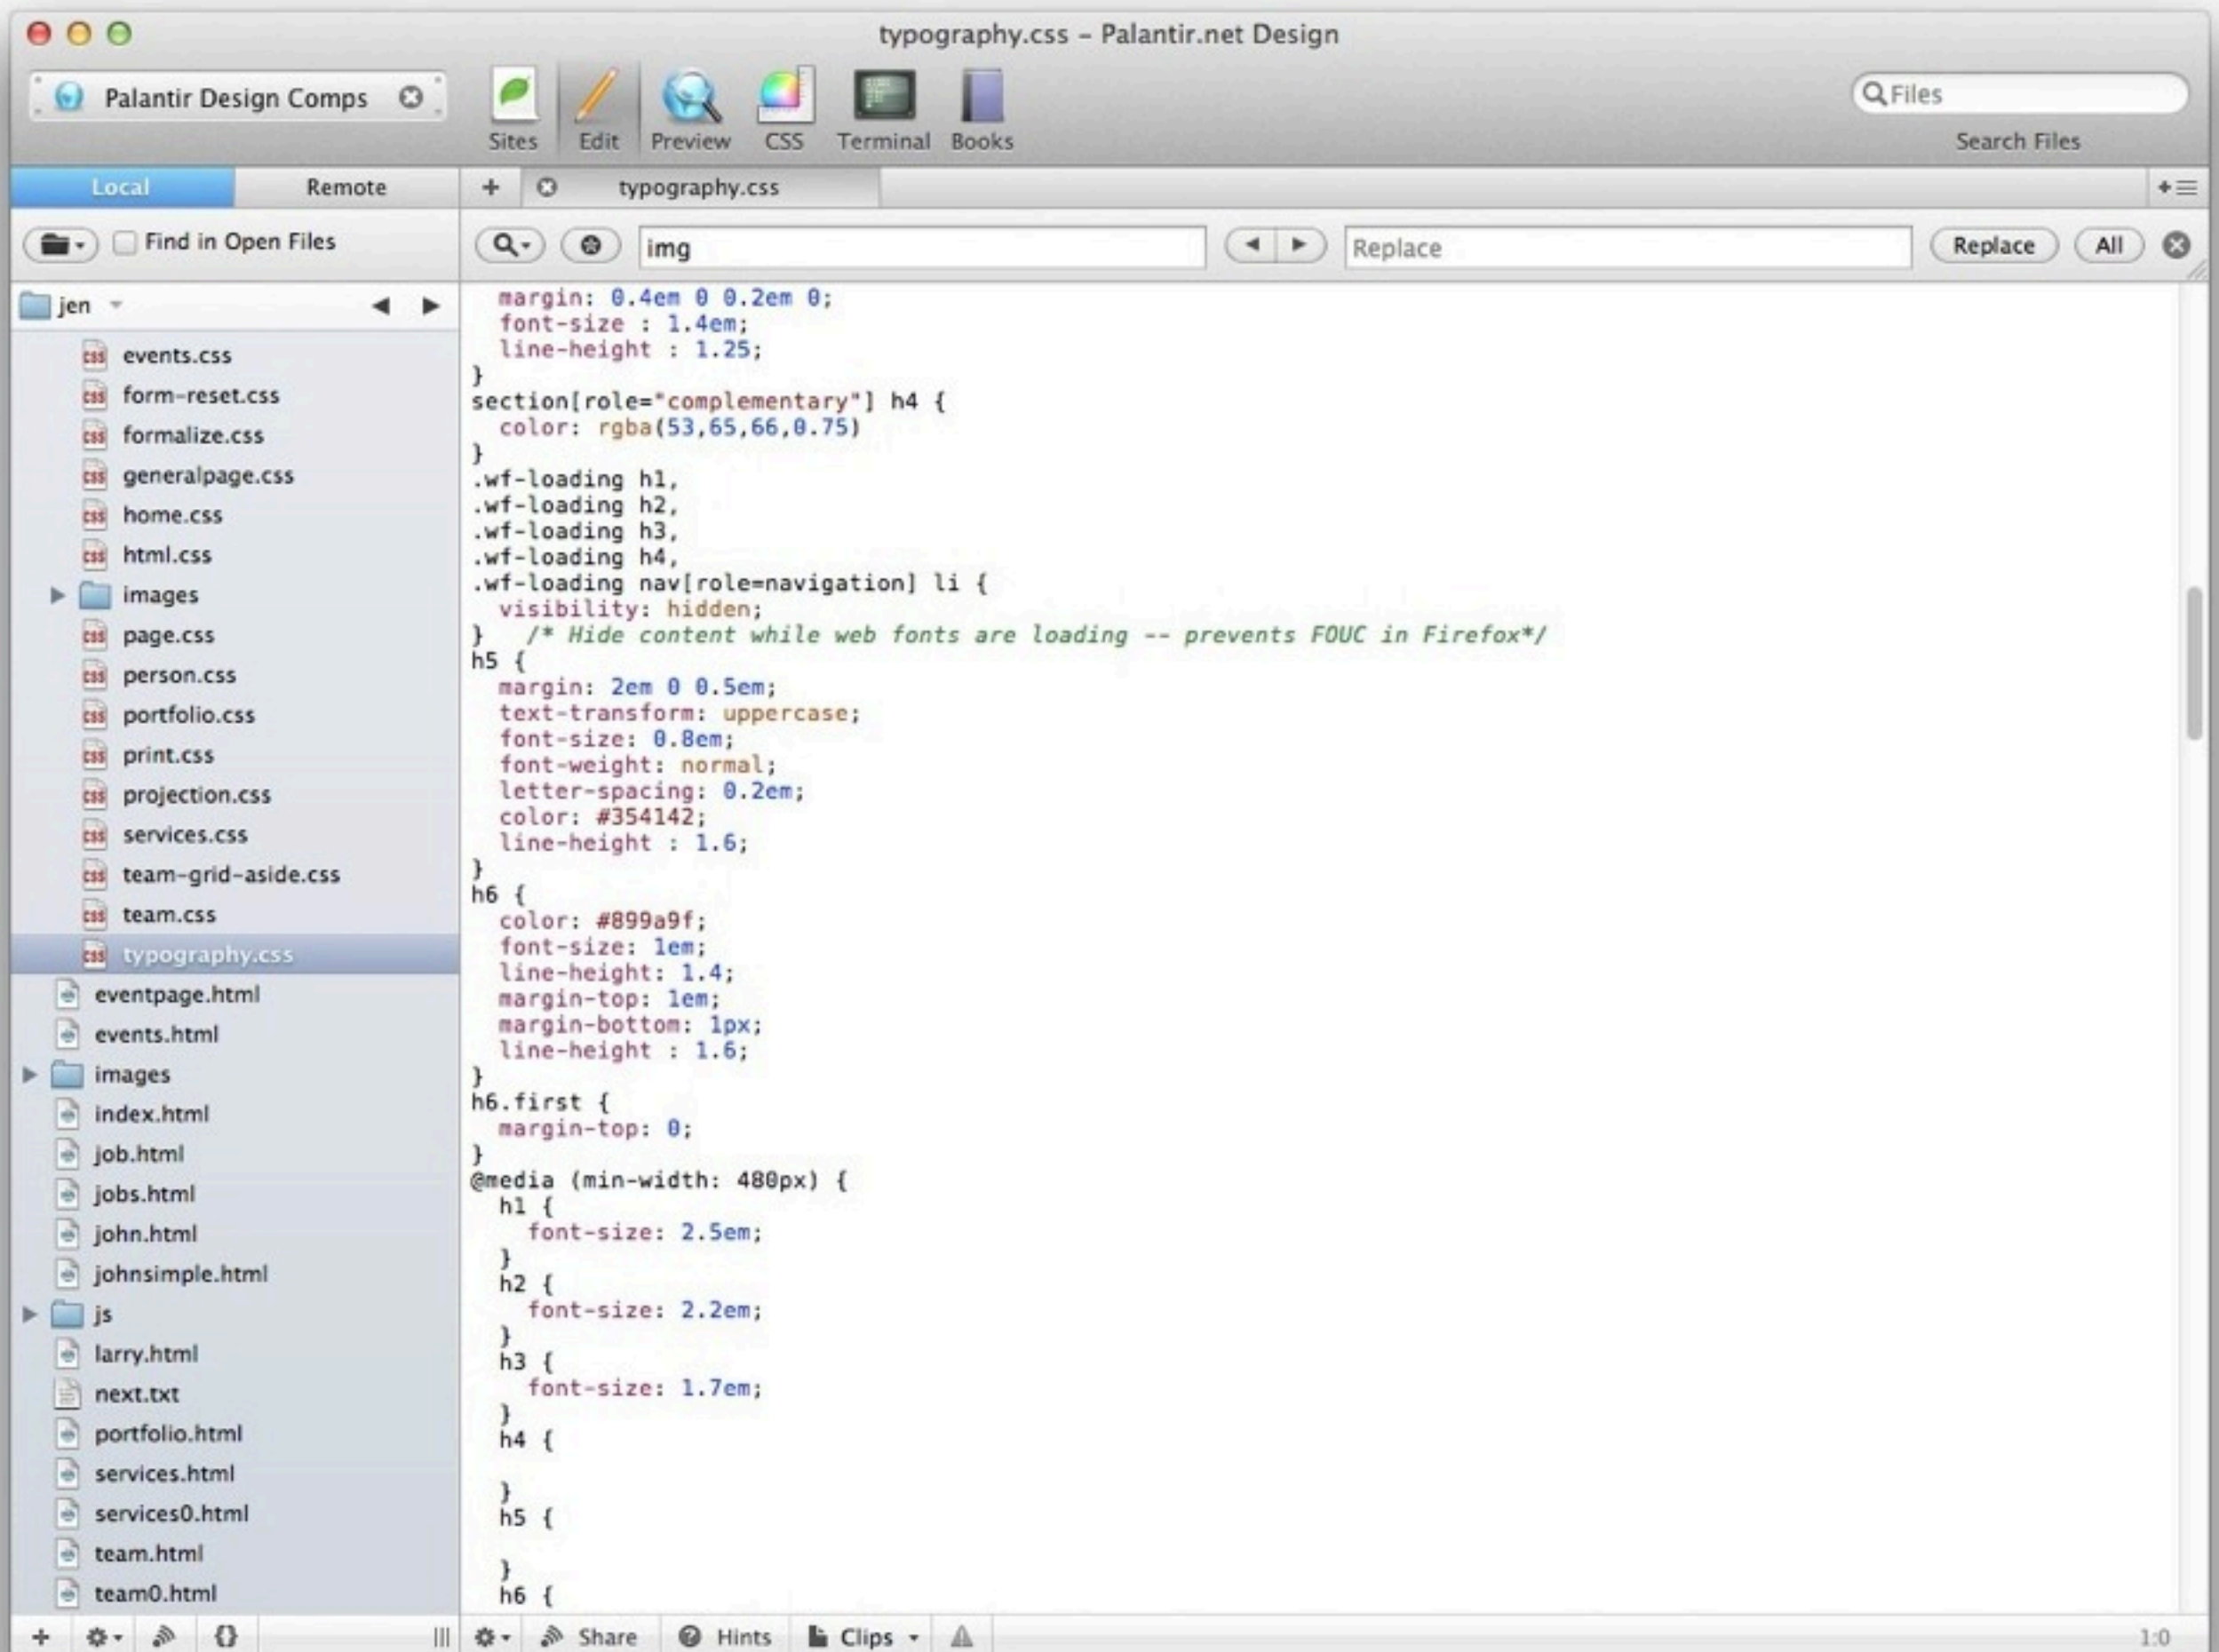 typography.css – Palantir.net Design
Palantir Design Comps
Sites Edit Preview CSS Terminal Books
Files
Search Files
Local Remote
typography.css
Find in Open Files
img
Replace
Replace All
jen
events.css
form-reset.css
formalize.css
generalpage.css
home.css
html.css
images
page.css
person.css
portfolio.css
print.css
projection.css
services.css
team-grid-aside.css
team.css
typography.css
eventpage.html
events.html
images
index.html
job.html
jobs.html
john.html
johnsimple.html
js
larry.html
next.txt
portfolio.html
services.html
services0.html
team.html
team0.html
margin: 0.4em 0 0.2em 0;
font-size : 1.4em;
line-height : 1.25;
}
section[role="complementary"] h4 {
color: rgba(53,65,66,0.75)
}
.wf-loading h1,
.wf-loading h2,
.wf-loading h3,
.wf-loading h4,
.wf-loading nav[role=navigation] li {
visibility: hidden;
} /* Hide content while web fonts are loading -- prevents FOUC in Firefox*/
h5 {
margin: 2em 0 0.5em;
text-transform: uppercase;
font-size: 0.8em;
font-weight: normal;
letter-spacing: 0.2em;
color: #354142;
line-height : 1.6;
}
h6 {
color: #899a9f;
font-size: 1em;
line-height: 1.4;
margin-top: 1em;
margin-bottom: 1px;
line-height : 1.6;
}
h6.first {
margin-top: 0;
}
@media (min-width: 480px) {
h1 {
font-size: 2.5em;
}
h2 {
font-size: 2.2em;
}
h3 {
font-size: 1.7em;
}
h4 {
}
h5 {
}
h6 {
Share Hints Clips
1:0